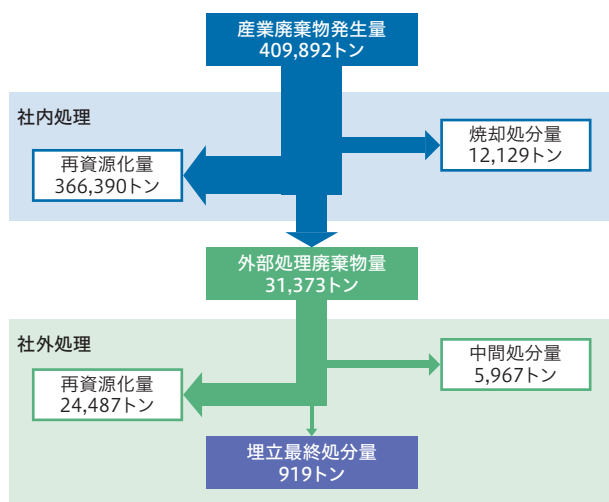 産業廃棄物発生量
409,892トン
社内処理
焼却処分量
12,129トン
再資源化量
366,390トン
外部処理廃棄物量
31,373トン
社外処理
中間処分量
5,967トン
再資源化量
24,487トン
埋立最終処分量
919トン